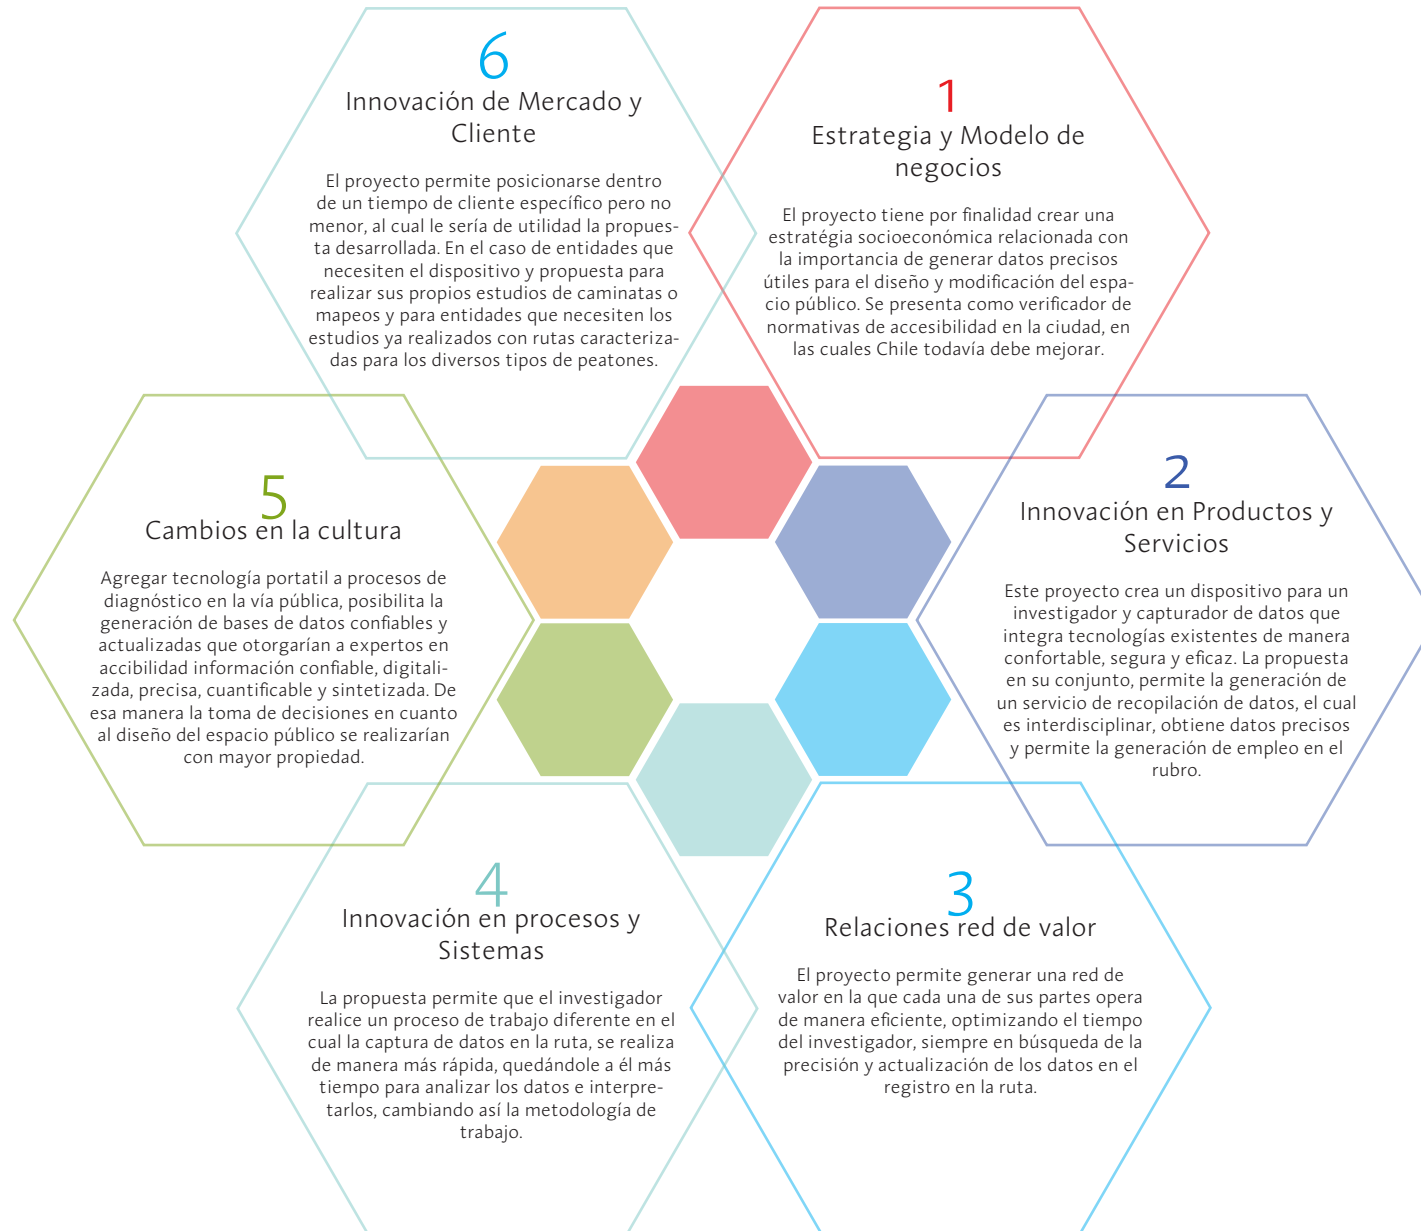 6
Innovación de Mercado y
Cliente
El proyecto permite posicionarse dentro
de un tiempo de cliente específico pero no
menor, al cual le sería de utilidad la propues-
ta desarrollada. En el caso de entidades que
necesiten el dispositivo y propuesta para
realizar sus propios estudios de caminatas o
mapeos y para entidades que necesiten los
estudios ya realizados con rutas caracteriza-
das para los diversos tipos de peatones.
1
Estrategia y Modelo de
negocios
El proyecto tiene por finalidad crear una
estratégia socioeconómica relacionada con
la importancia de generar datos precisos
útiles para el diseño y modificación del espa-
cio público. Se presenta como verificador de
normativas de accesibilidad en la ciudad, en
las cuales Chile todavía debe mejorar.
5
Cambios en la cultura
Agregar tecnología portatil a procesos de
diagnóstico en la vía pública, posibilita la
generación de bases de datos confiables y
actualizadas que otorgarían a expertos en
accibilidad información confiable, digitali-
zada, precisa, cuantificable y sintetizada. De
esa manera la toma de decisiones en cuanto
al diseño del espacio público se realizarían
con mayor propiedad.
2
Innovación en Productos y
Servicios
Este proyecto crea un dispositivo para un
investigador y capturador de datos que
integra tecnologías existentes de manera
confortable, segura y eficaz. La propuesta
en su conjunto, permite la generación de
un servicio de recopilación de datos, el cual
es interdisciplinar, obtiene datos precisos
y permite la generación de empleo en el
rubro.
4
Innovación en procesos y
Sistemas
La propuesta permite que el investigador
realice un proceso de trabajo diferente en el
cual la captura de datos en la ruta, se realiza
de manera más rápida, quedándole a él más
tiempo para analizar los datos e interpre-
tarlos, cambiando así la metodología de
trabajo.
3
Relaciones red de valor
El proyecto permite generar una red de
valor en la que cada una de sus partes opera
de manera eficiente, optimizando el tiempo
del investigador, siempre en búsqueda de la
precisión y actualización de los datos en el
registro en la ruta.